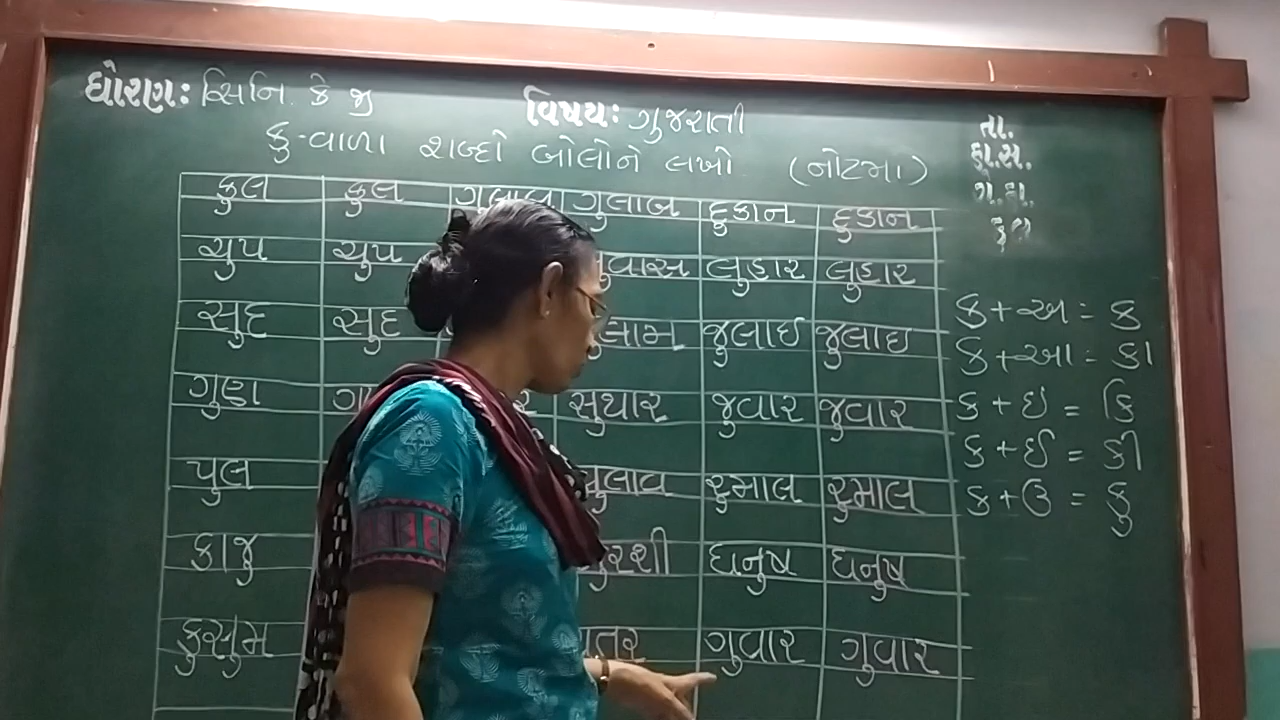 ધોરણ: સિનિ. કે જી
વિષય: ગુજરાતી
તા.
હા.સ.
ગે.હા.
કુલ
કુ-વાળા શબ્દો બોલોને લખો (નોટમા)
કુલ કુલ ગુલાબ ગુલાબ દુકાન દુકાન
ચુપ ચુપ લુહાર લુહાર
સુદ સુદ જુલાઈ જુલાઇ
ગુણ સુથાર જુવાર જુવાર
પુલ રુમાલ રુમાલ
કાજુ ધનુષ ધનુષ
કુસુમ ગુવાર ગુવાર
ક + અ = ક
ક + આ = કા
ક + ઇ = કિ
ક + ઈ = કી
ક + ઉ = કુ